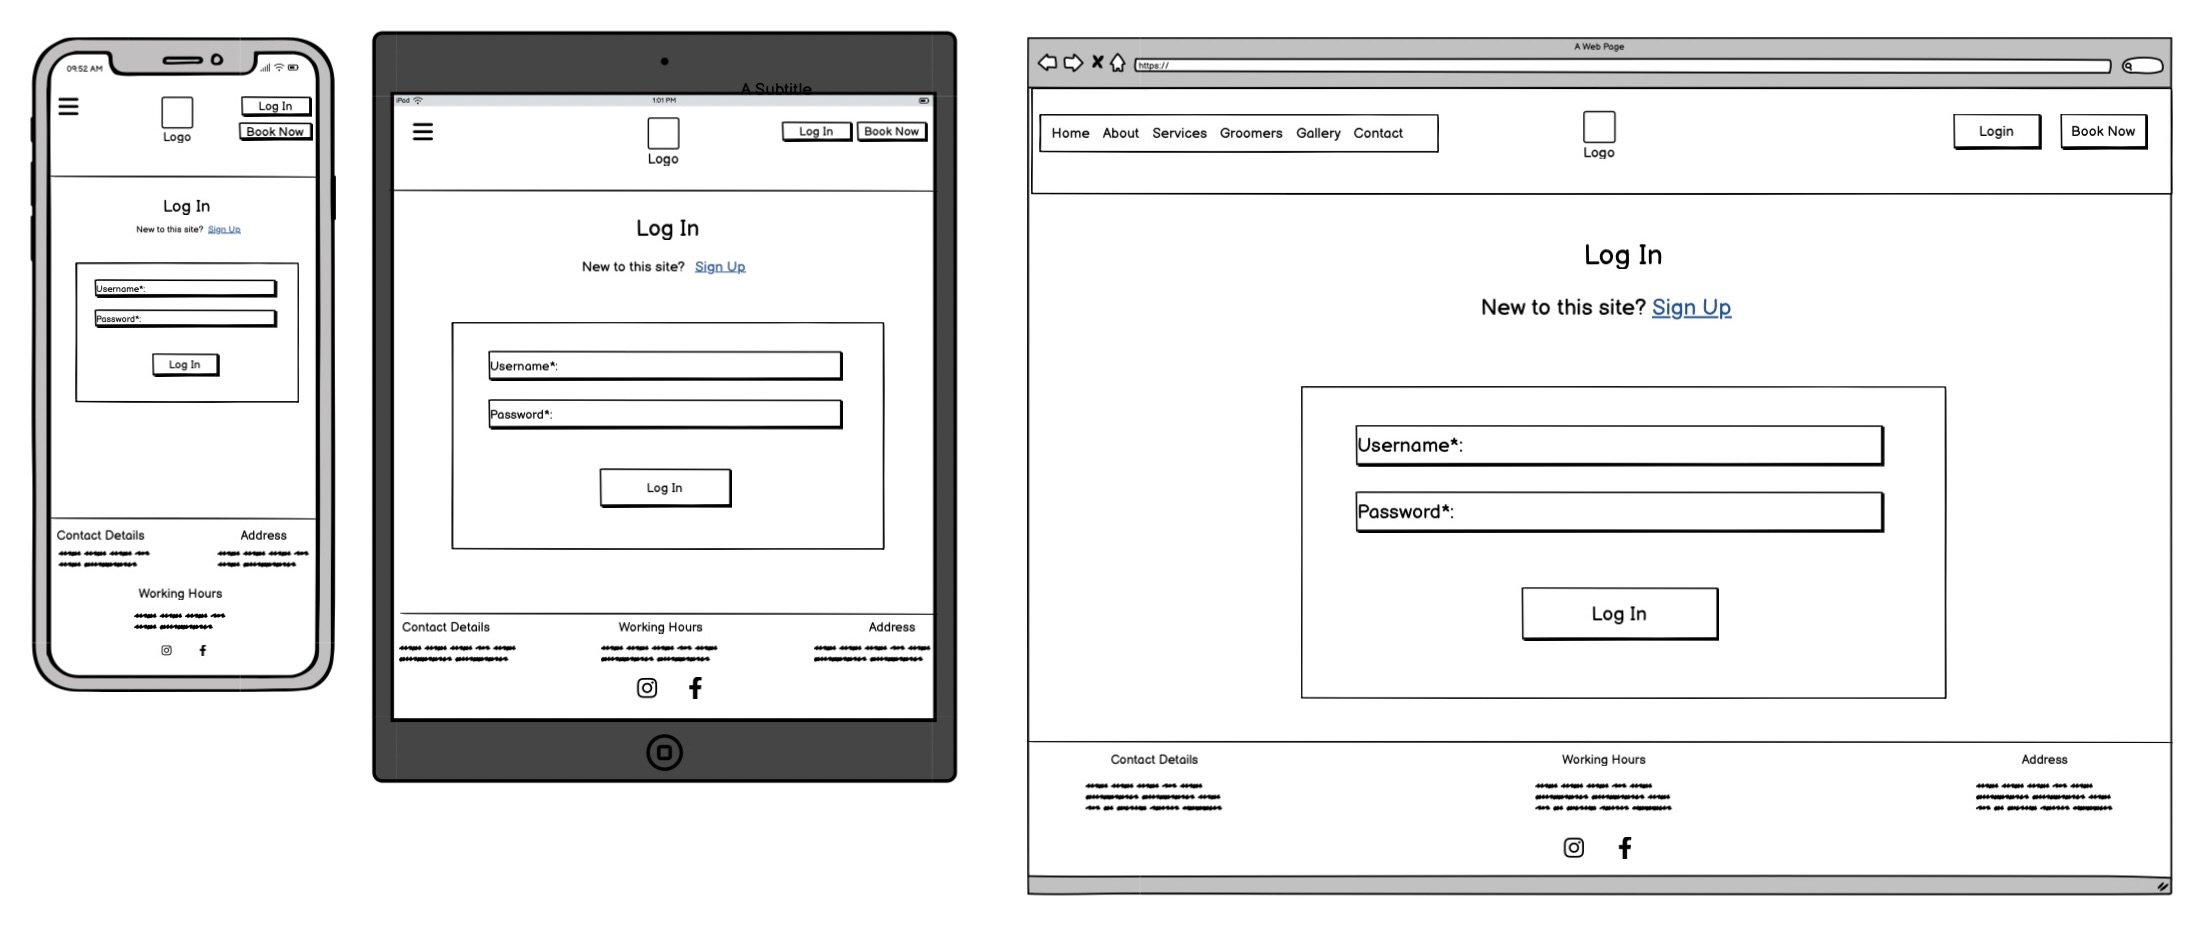 09:52 AM
Log In
Book Now
Logo
Log In
New to this site? Sign Up
Username*:
Password*:
Log In
Contact Details
Address
Working Hours
A Subtitle
iPad
1:01 PM
Log In
Book Now
Logo
Log In
New to this site? Sign Up
Username*:
Password*:
Log In
Contact Details
Working Hours
Address
A Web Page
https://
Home About Services Groomers Gallery Contact
Logo
Login
Book Now
Log In
New to this site? Sign Up
Username*:
Password*:
Log In
Contact Details
Working Hours
Address